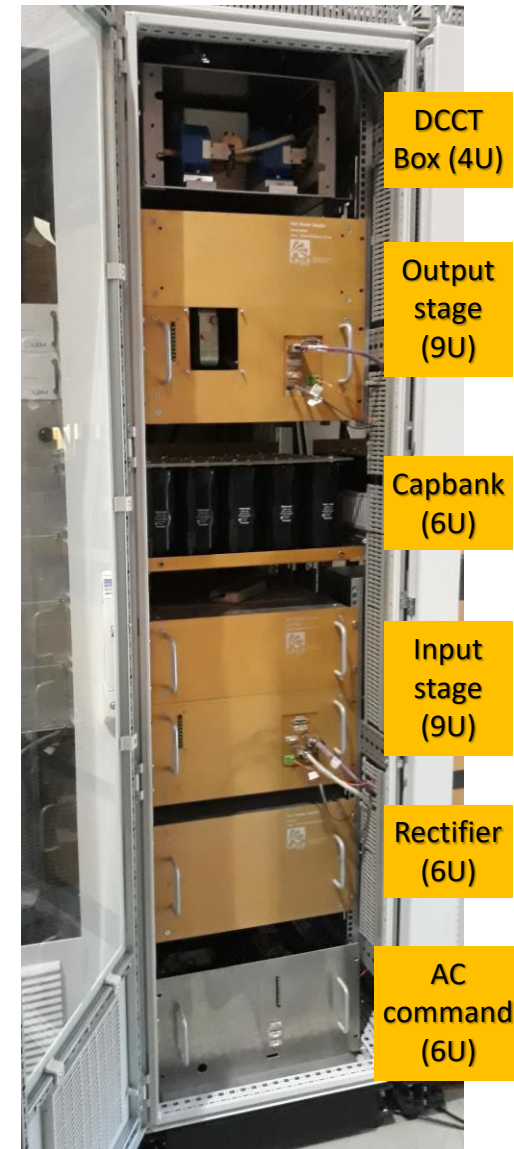 DCCT
Box (4U)
Output
stage
(9U)
Capbank
(6U)
Input
stage
(9U)
Rectifier
(6U)
AC
command
(6U)